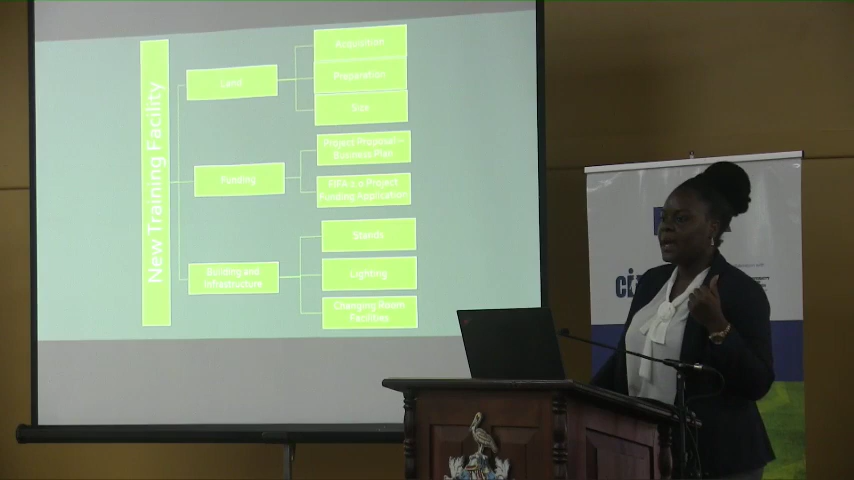 New Training Facility
Land
Acquisition
Preparation
Size
Funding
Project Proposal –
Business Plan
FIFA 2.0 Project
Funding Application
Building and
Infrastructure
Stands
Lighting
Changing Room
Facilities